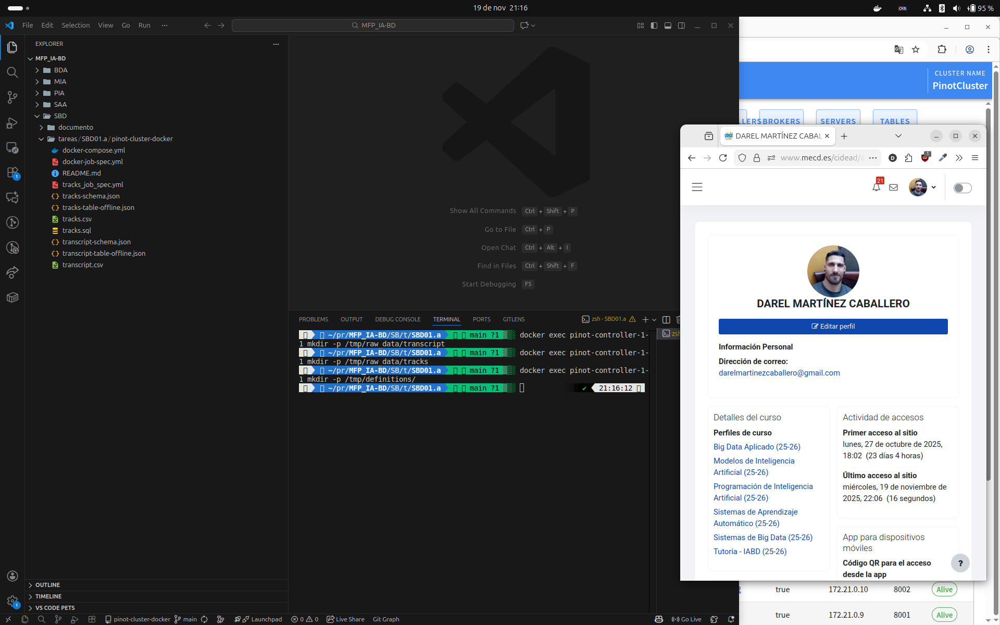 19 de nov 21:16
CKB
95 %
File Edit Selection View Go Run ···
MFP_IA-BD
EXPLORER
MFP_IA-BD
BDA
MIA
PIA
SAA
SBD
documento
tareas / SBD01.a / pinot-cluster-docker
docker-compose.yml
docker-job-spec.yml
README.md
tracks_job_spec.yml
tracks-schema.json
tracks-table-offline.json
tracks.csv
tracks.sql
transcript-schema.json
transcript-table-offline.json
transcript.csv
OUTLINE
TIMELINE
VS CODE PETS
Show All Commands Ctrl + Shift + P
Go to File Ctrl + P
Open Chat Ctrl + Alt + I
Find in Files Ctrl + Shift + F
Start Debugging F5
PROBLEMS OUTPUT DEBUG CONSOLE TERMINAL PORTS GITLENS
zsh - SBD01.a
zsh
~/pr/MFP_IA-BD/SB/t/SBD01.a main ?1 docker exec pinot-controller-1-
1 mkdir -p /tmp/raw_data/transcript
~/pr/MFP_IA-BD/SB/t/SBD01.a main ?1 docker exec pinot-controller-1-
1 mkdir -p /tmp/raw_data/tracks
~/pr/MFP_IA-BD/SB/t/SBD01.a main ?1 docker exec pinot-controller-1-
1 mkdir -p /tmp/definitions/
~/pr/MFP_IA-BD/SB/t/SBD01.a main ?1 ✔ 21:16:12
pinot-cluster-docker main Launchpad 0 0 Live Share Git Graph Go Live
CLUSTER NAME
PinotCluster
LLERS BROKERS SERVERS TABLES
DAREL MARTÍNEZ CABAL
www.mecd.es/cidead/a
1
21
DAREL MARTÍNEZ CABALLERO
Editar perfil
Información Personal
Dirección de correo:
darelmartinezcaballero@gmail.com
Detalles del curso
Perfiles de curso
Big Data Aplicado (25-26)
Modelos de Inteligencia
Artificial (25-26)
Programación de Inteligencia
Artificial (25-26)
Sistemas de Aprendizaje
Automático (25-26)
Sistemas de Big Data (25-26)
Tutoría - IABD (25-26)
Actividad de accesos
Primer acceso al sitio
lunes, 27 de octubre de 2025,
18:02 (23 días 4 horas)
Último acceso al sitio
miércoles, 19 de noviembre de
2025, 22:06 (16 segundos)
App para dispositivos
móviles
Código QR para el acceso
desde la app
?
2 true 172.21.0.10 8002 Alive
true 172.21.0.9 8001 Alive